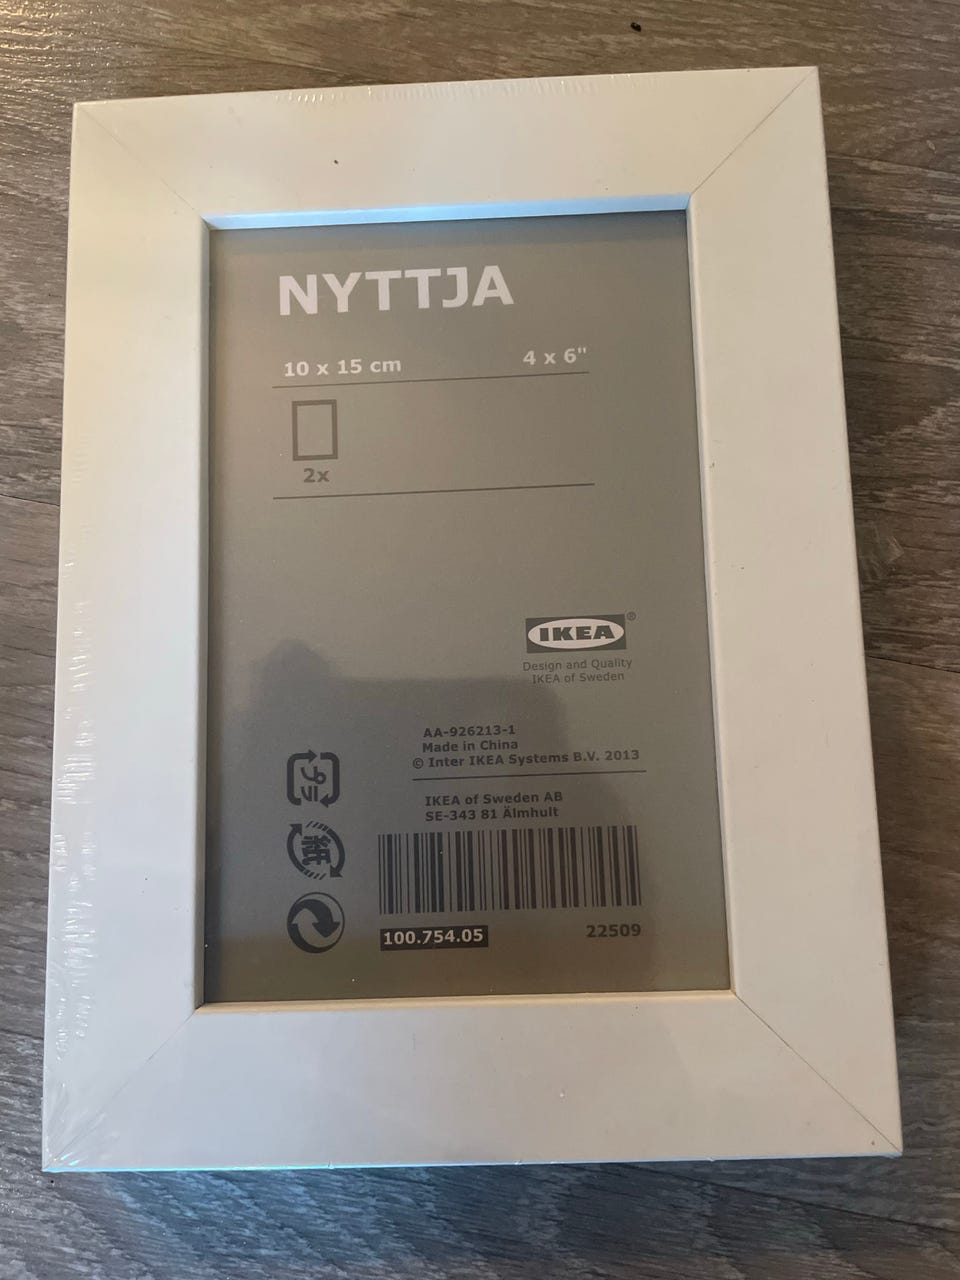 NYTTJA
10 x 15 cm 4 x 6"
2x
IKEA®
Design and Quality
IKEA of Sweden
AA-926213-1
Made in China
© Inter IKEA Systems B.V. 2013
IKEA of Sweden AB
SE-343 81 Älmhult
紙
100.754.05 22509